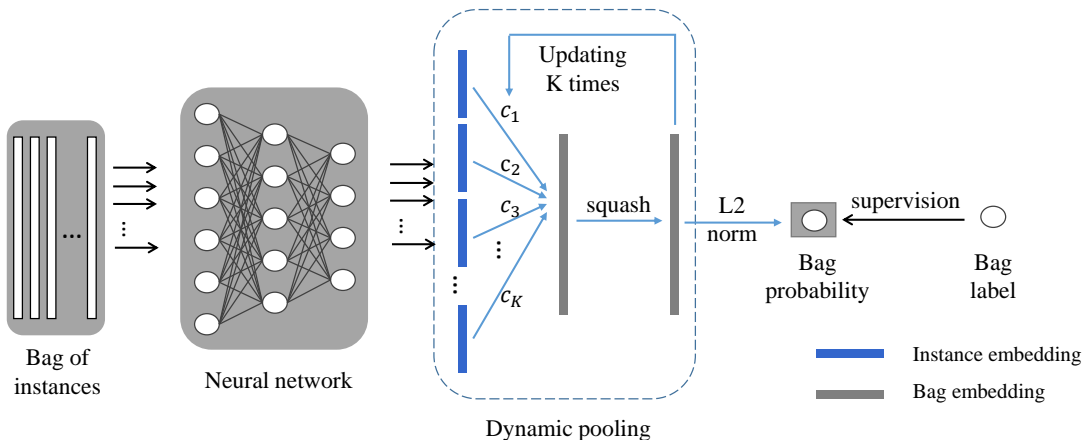 Updating
K times
c1
c2
c3
...
cK
squash
L2
norm
supervision
...
...
...
...
Bag of
instances
Neural network
Bag
probability
Bag
label
Instance embedding
Bag embedding
Dynamic pooling